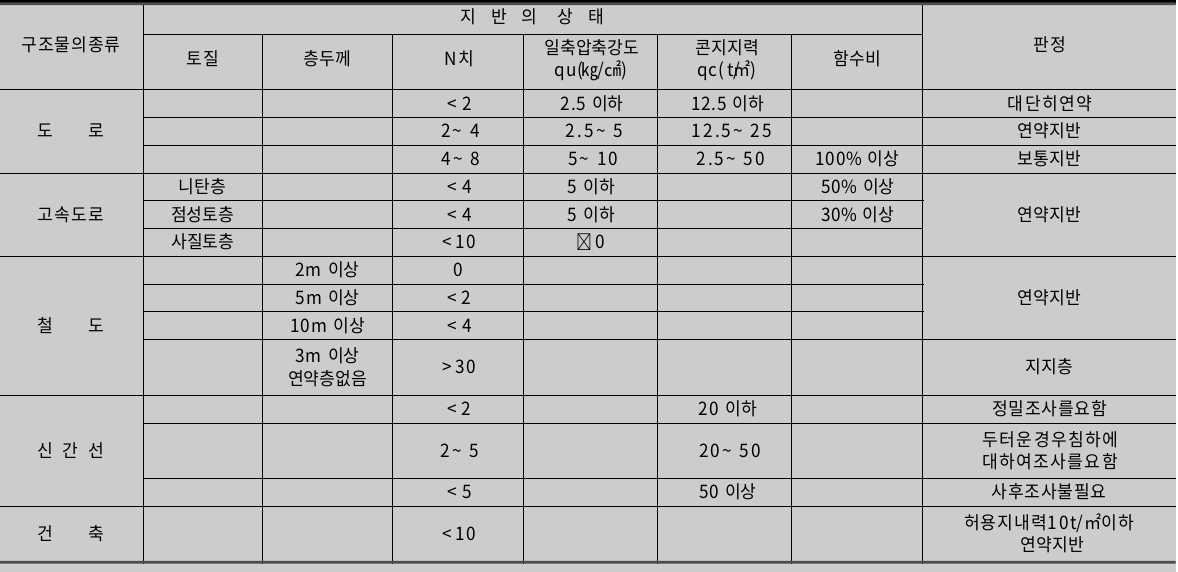 지 반 의 상 태
구조물의종류
토질
층두께
N치
일축압축강도
qu(㎏/㎠)
콘지지력
qc(t/㎡)
함수비
판정
도 로
<2
2.5 이하
12.5 이하
대단히연약
2~ 4
2.5~ 5
12.5~ 25
연약지반
4~ 8
5~ 10
2.5~ 50
100% 이상
보통지반
고속도로
니탄층
<4
5 이하
50% 이상
연약지반
점성토층
<4
5 이하
30% 이상
사질토층
<10
0
철 도
2m 이상
0
연약지반
5m 이상
<2
10m 이상
<4
3m 이상
연약층없음
>30
지지층
신 간 선
<2
20 이하
정밀조사를요함
2~ 5
20~ 50
두터운경우침하에
대하여조사를요함
<5
50 이상
사후조사불필요
건 축
<10
허용지내력10t/㎡이하
연약지반